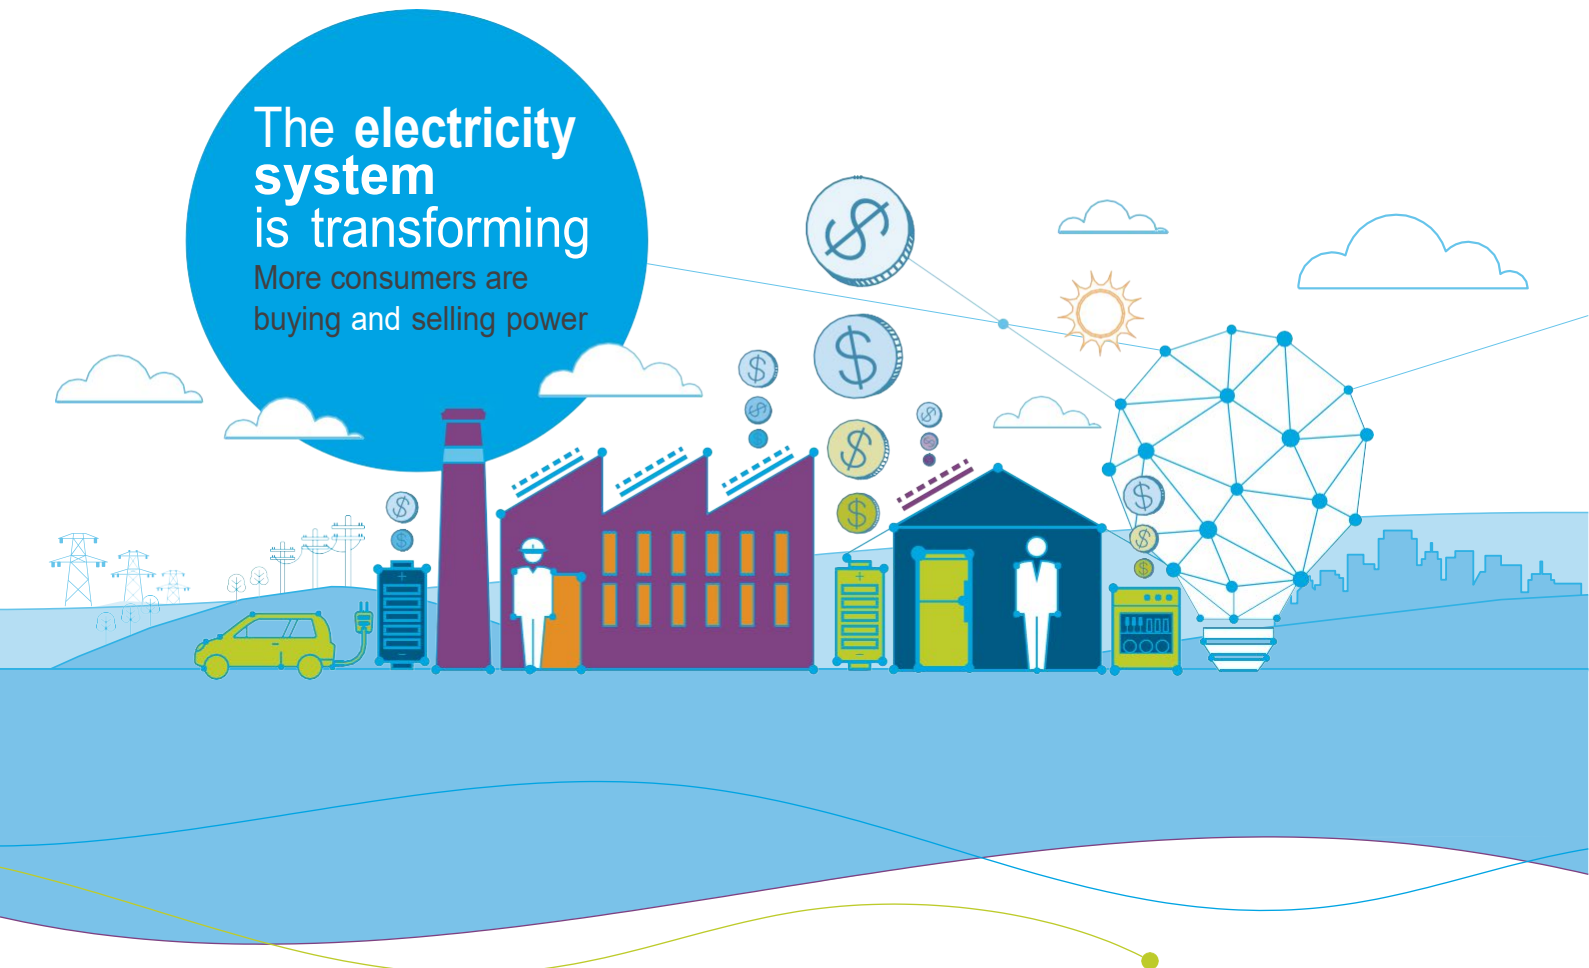 The electricity
system
is transforming
More consumers are
buying and selling power